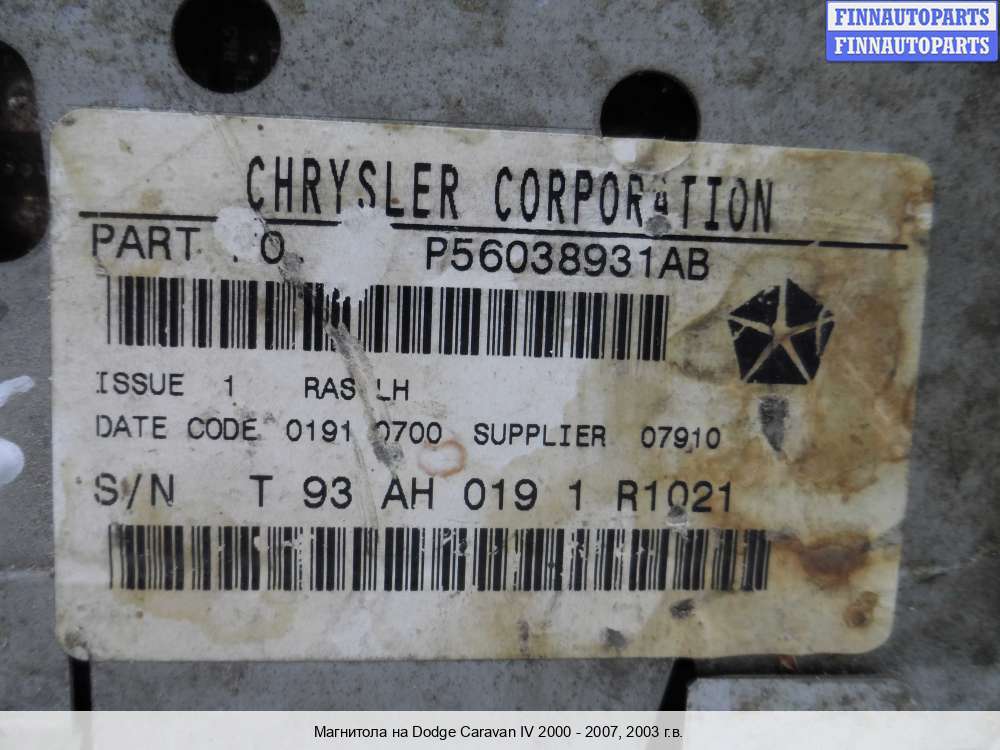 FINNAUTOPARTS
FINNAUTOPARTS
CHRYSLER CORPORATION
PART O. P56038931AB
ISSUE 1 RAS LH
DATE CODE 0191 0700 SUPPLIER 07910
S/N T 93 AH 019 1 R1021
Магнитола на Dodge Caravan IV 2000 - 2007, 2003 г.в.